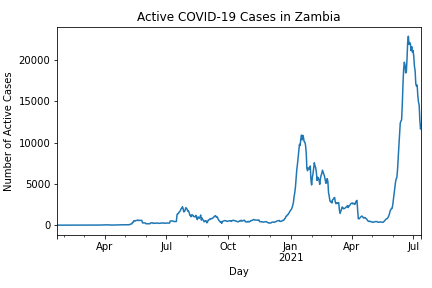 Active COVID-19 Cases in Zambia
Number of Active Cases
20000
15000
10000
5000
0
Apr Jul Oct Jan Apr Jul
2021
Day